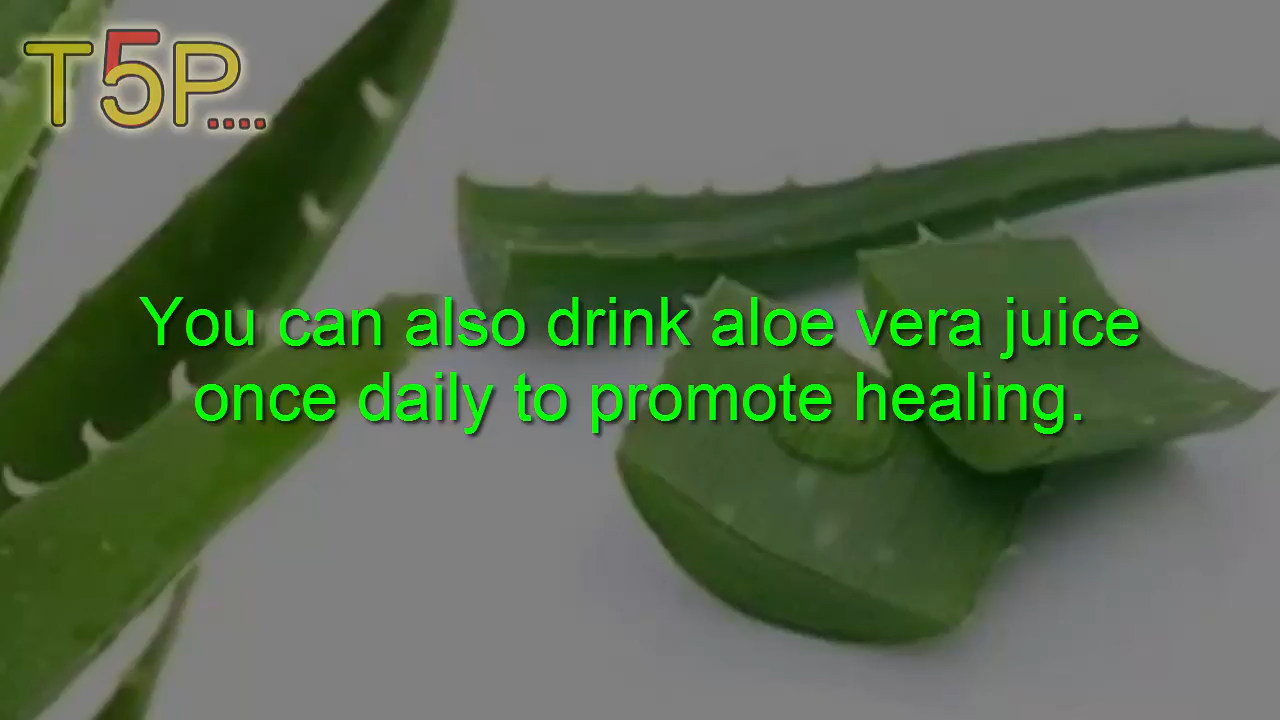 T5P....
You can also drink aloe vera juice
once daily to promote healing.